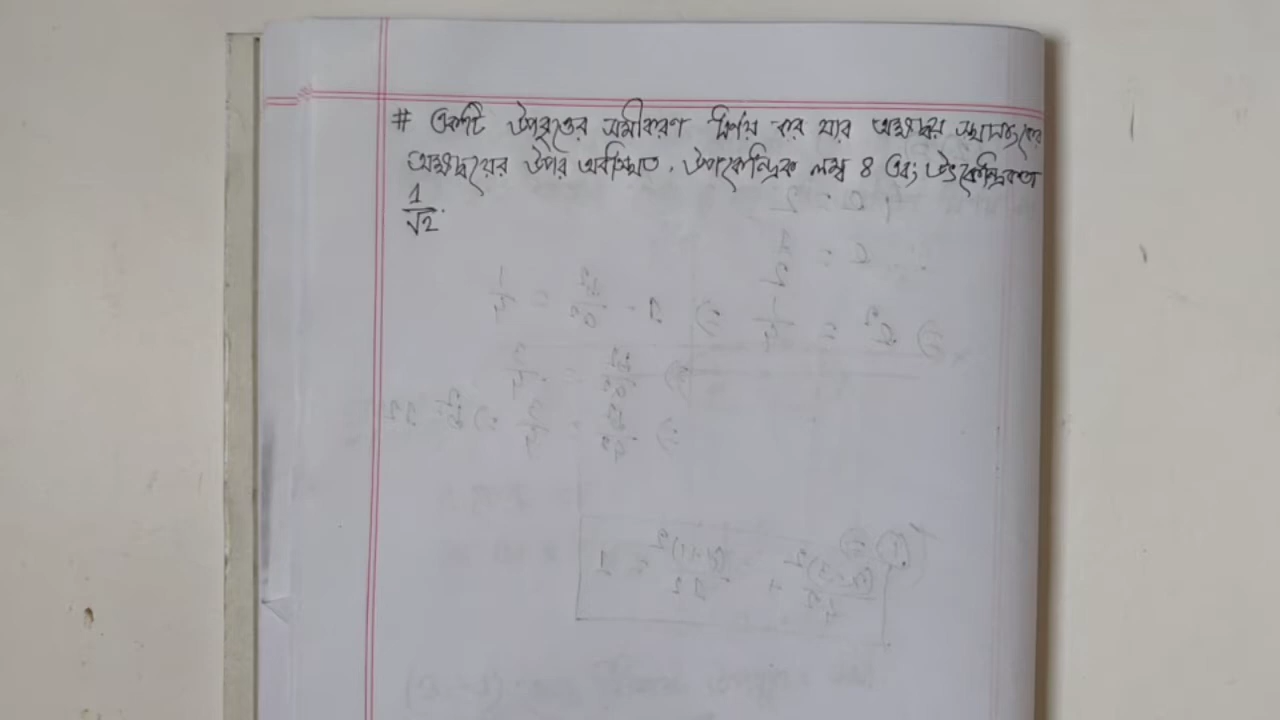 # একটি উপবৃত্তের সমীকরণ নির্ণয় কর যার অক্ষদ্বয় স্থানাংকের
অক্ষদ্বয়ের উপর অবস্থিত, উপকেন্দ্রিক লম্ব 8 এবং উৎকেন্দ্রিকতা
1/√2.